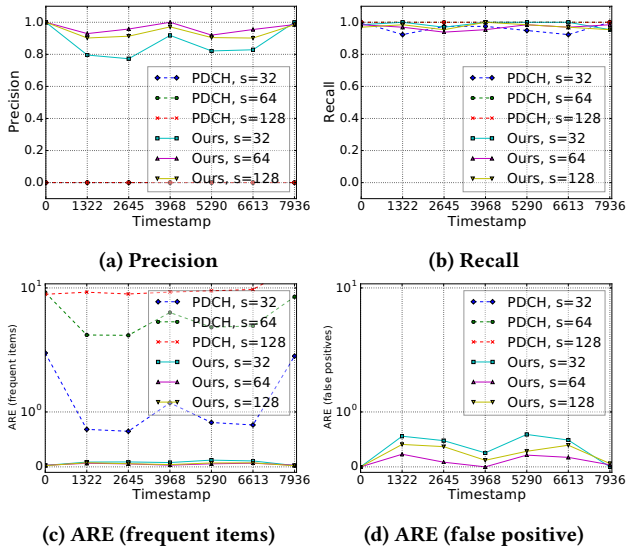 1.0
0.8
0.6
0.4
0.2
0.0
Precision
PDCH, s=32
PDCH, s=64
PDCH, s=128
Ours, s=32
Ours, s=64
Ours, s=128
0 1322 2645 3968 5290 6613 7936
Timestamp
(a) Precision
1.0
0.8
0.6
0.4
0.2
0.0
Recall
PDCH, s=32
PDCH, s=64
PDCH, s=128
Ours, s=32
Ours, s=64
Ours, s=128
0 1322 2645 3968 5290 6613 7936
Timestamp
(b) Recall
10¹
10⁰
0
ARE (frequent items)
PDCH, s=32
PDCH, s=64
PDCH, s=128
Ours, s=32
Ours, s=64
Ours, s=128
0 1322 2645 3968 5290 6613 7936
Timestamp
(c) ARE (frequent items)
10¹
10⁰
0
ARE (false positives)
PDCH, s=32
PDCH, s=64
PDCH, s=128
Ours, s=32
Ours, s=64
Ours, s=128
0 1322 2645 3968 5290 6613 7936
Timestamp
(d) ARE (false positive)